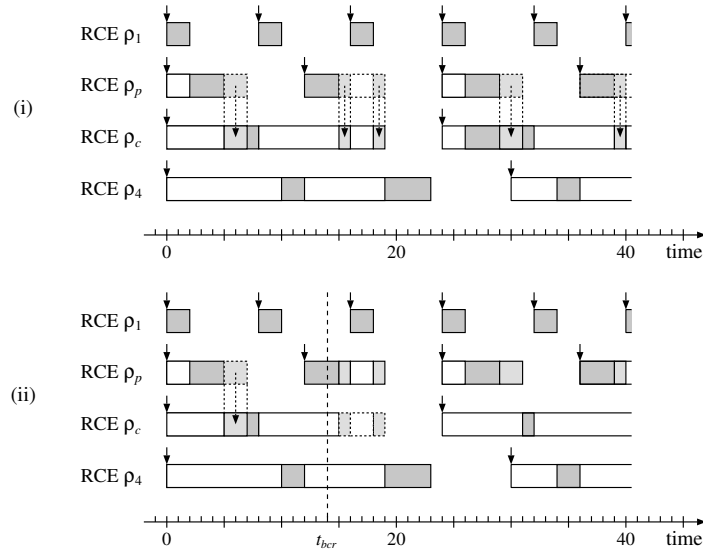 RCE ρ1
RCE ρp
(i)
RCE ρc
RCE ρ4
0 20 40 time
RCE ρ1
RCE ρp
(ii)
RCE ρc
RCE ρ4
0 tbcr 20 40 time